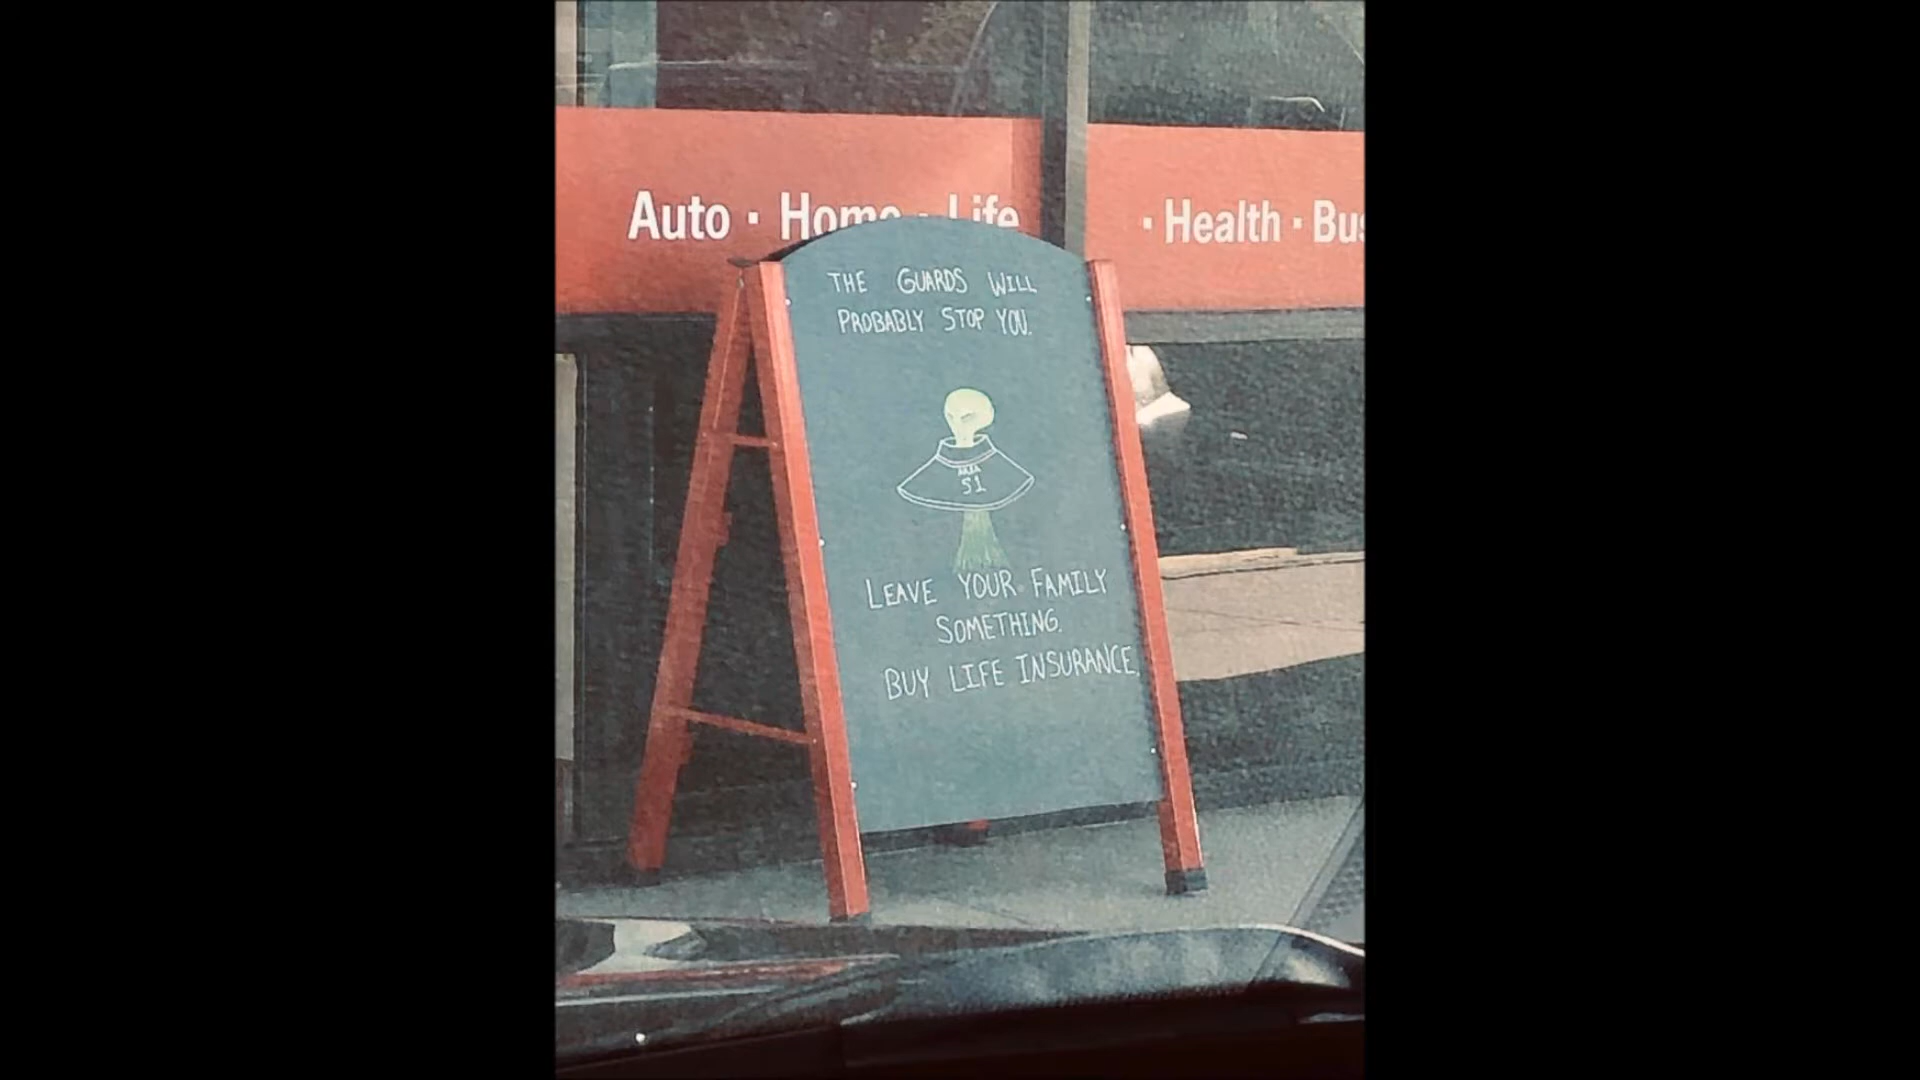 Auto · Home · Life · Health · Bus
THE GUARDS WILL
PROBABLY STOP YOU.
AREA
51
LEAVE YOUR FAMILY
SOMETHING.
BUY LIFE INSURANCE.